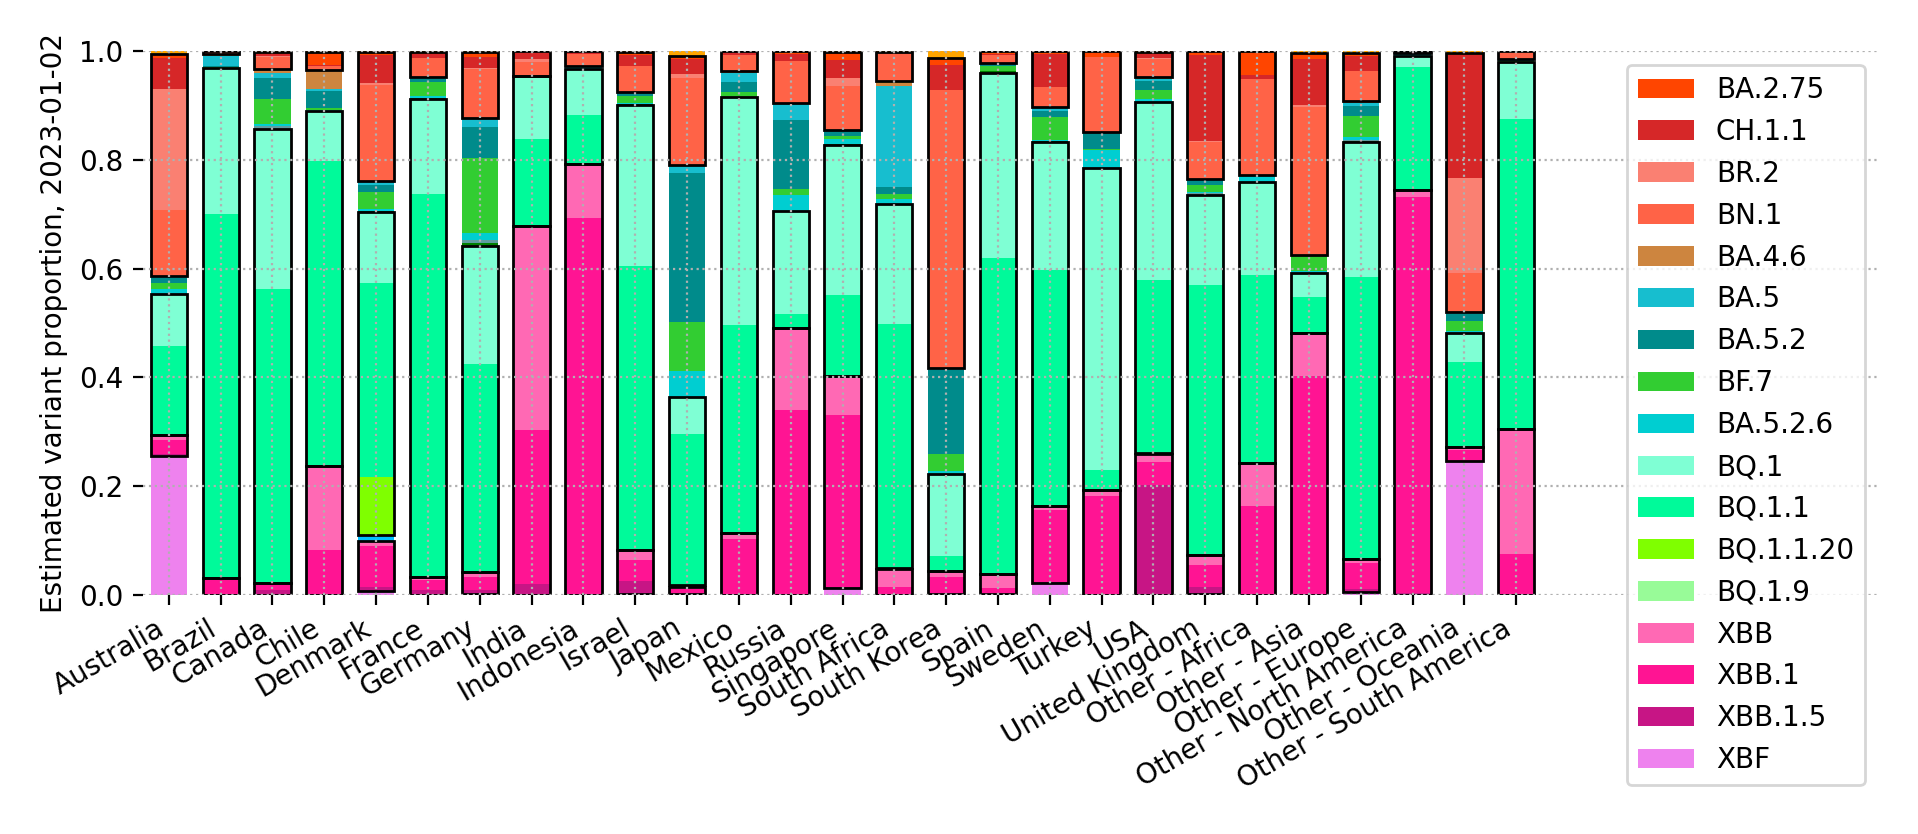 Estimated variant proportion, 2023-01-02
1.0
0.8
0.6
0.4
0.2
0.0
Australia
Brazil
Canada
Chile
Denmark
France
Germany
India
Indonesia
Israel
Japan
Mexico
Russia
Singapore
South Africa
South Korea
Spain
Sweden
Turkey
USA
United Kingdom
Other - Africa
Other - Asia
Other - Europe
Other - North America
Other - Oceania
Other - South America
BA.2.75
CH.1.1
BR.2
BN.1
BA.4.6
BA.5
BA.5.2
BF.7
BA.5.2.6
BQ.1
BQ.1.1
BQ.1.1.20
BQ.1.9
XBB
XBB.1
XBB.1.5
XBF